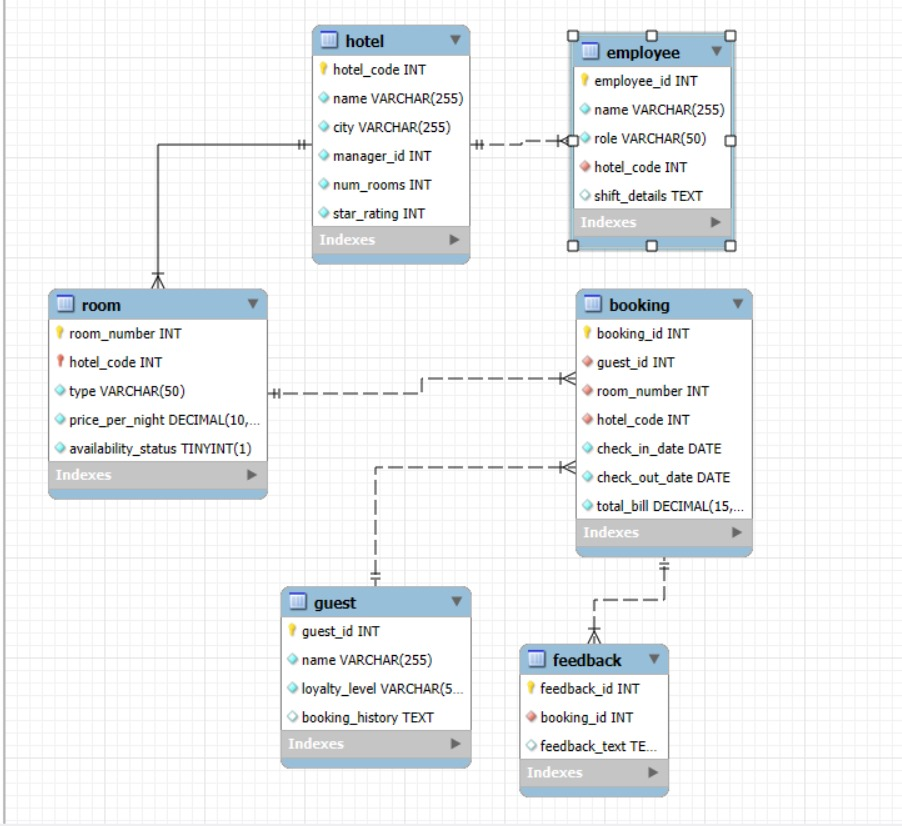 hotel
hotel_code INT
name VARCHAR(255)
city VARCHAR(255)
manager_id INT
num_rooms INT
star_rating INT
Indexes
employee
employee_id INT
name VARCHAR(255)
role VARCHAR(50)
hotel_code INT
shift_details TEXT
Indexes
room
room_number INT
hotel_code INT
type VARCHAR(50)
price_per_night DECIMAL(10,...
availability_status TINYINT(1)
Indexes
booking
booking_id INT
guest_id INT
room_number INT
hotel_code INT
check_in_date DATE
check_out_date DATE
total_bill DECIMAL(15,...
Indexes
guest
guest_id INT
name VARCHAR(255)
loyalty_level VARCHAR(5...
booking_history TEXT
Indexes
feedback
feedback_id INT
booking_id INT
feedback_text TE...
Indexes